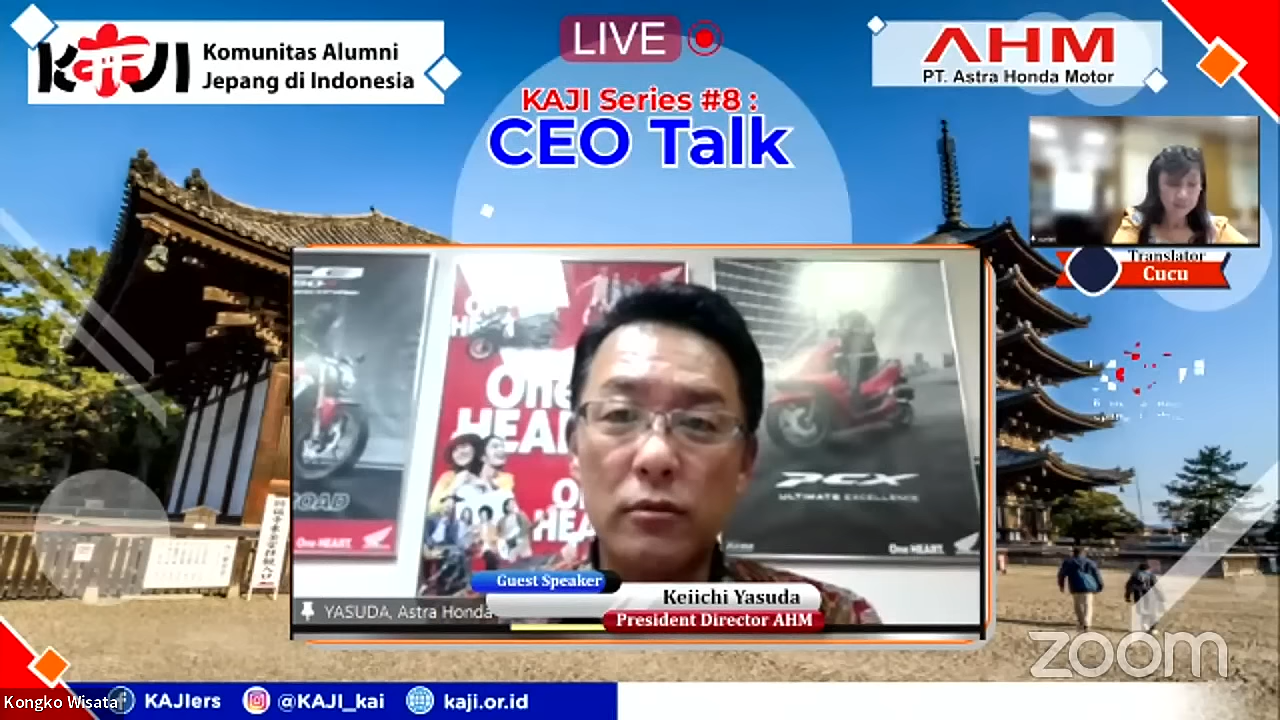 KAJI
Komunitas Alumni
Jepang di Indonesia
LIVE
AHM
PT. Astra Honda Motor
KAJI Series #8 :
CEO Talk
Translator
Cucu
One
HEA
PCX
ULTIMATE EXCELLENCE
One HEART.
One HEART.
Guest Speaker
Keiichi Yasuda
YASUDA, Astra Honda
President Director AHM
zoom
Kongko Wisata
KAJIers
@KAJI_kai
kaji.or.id